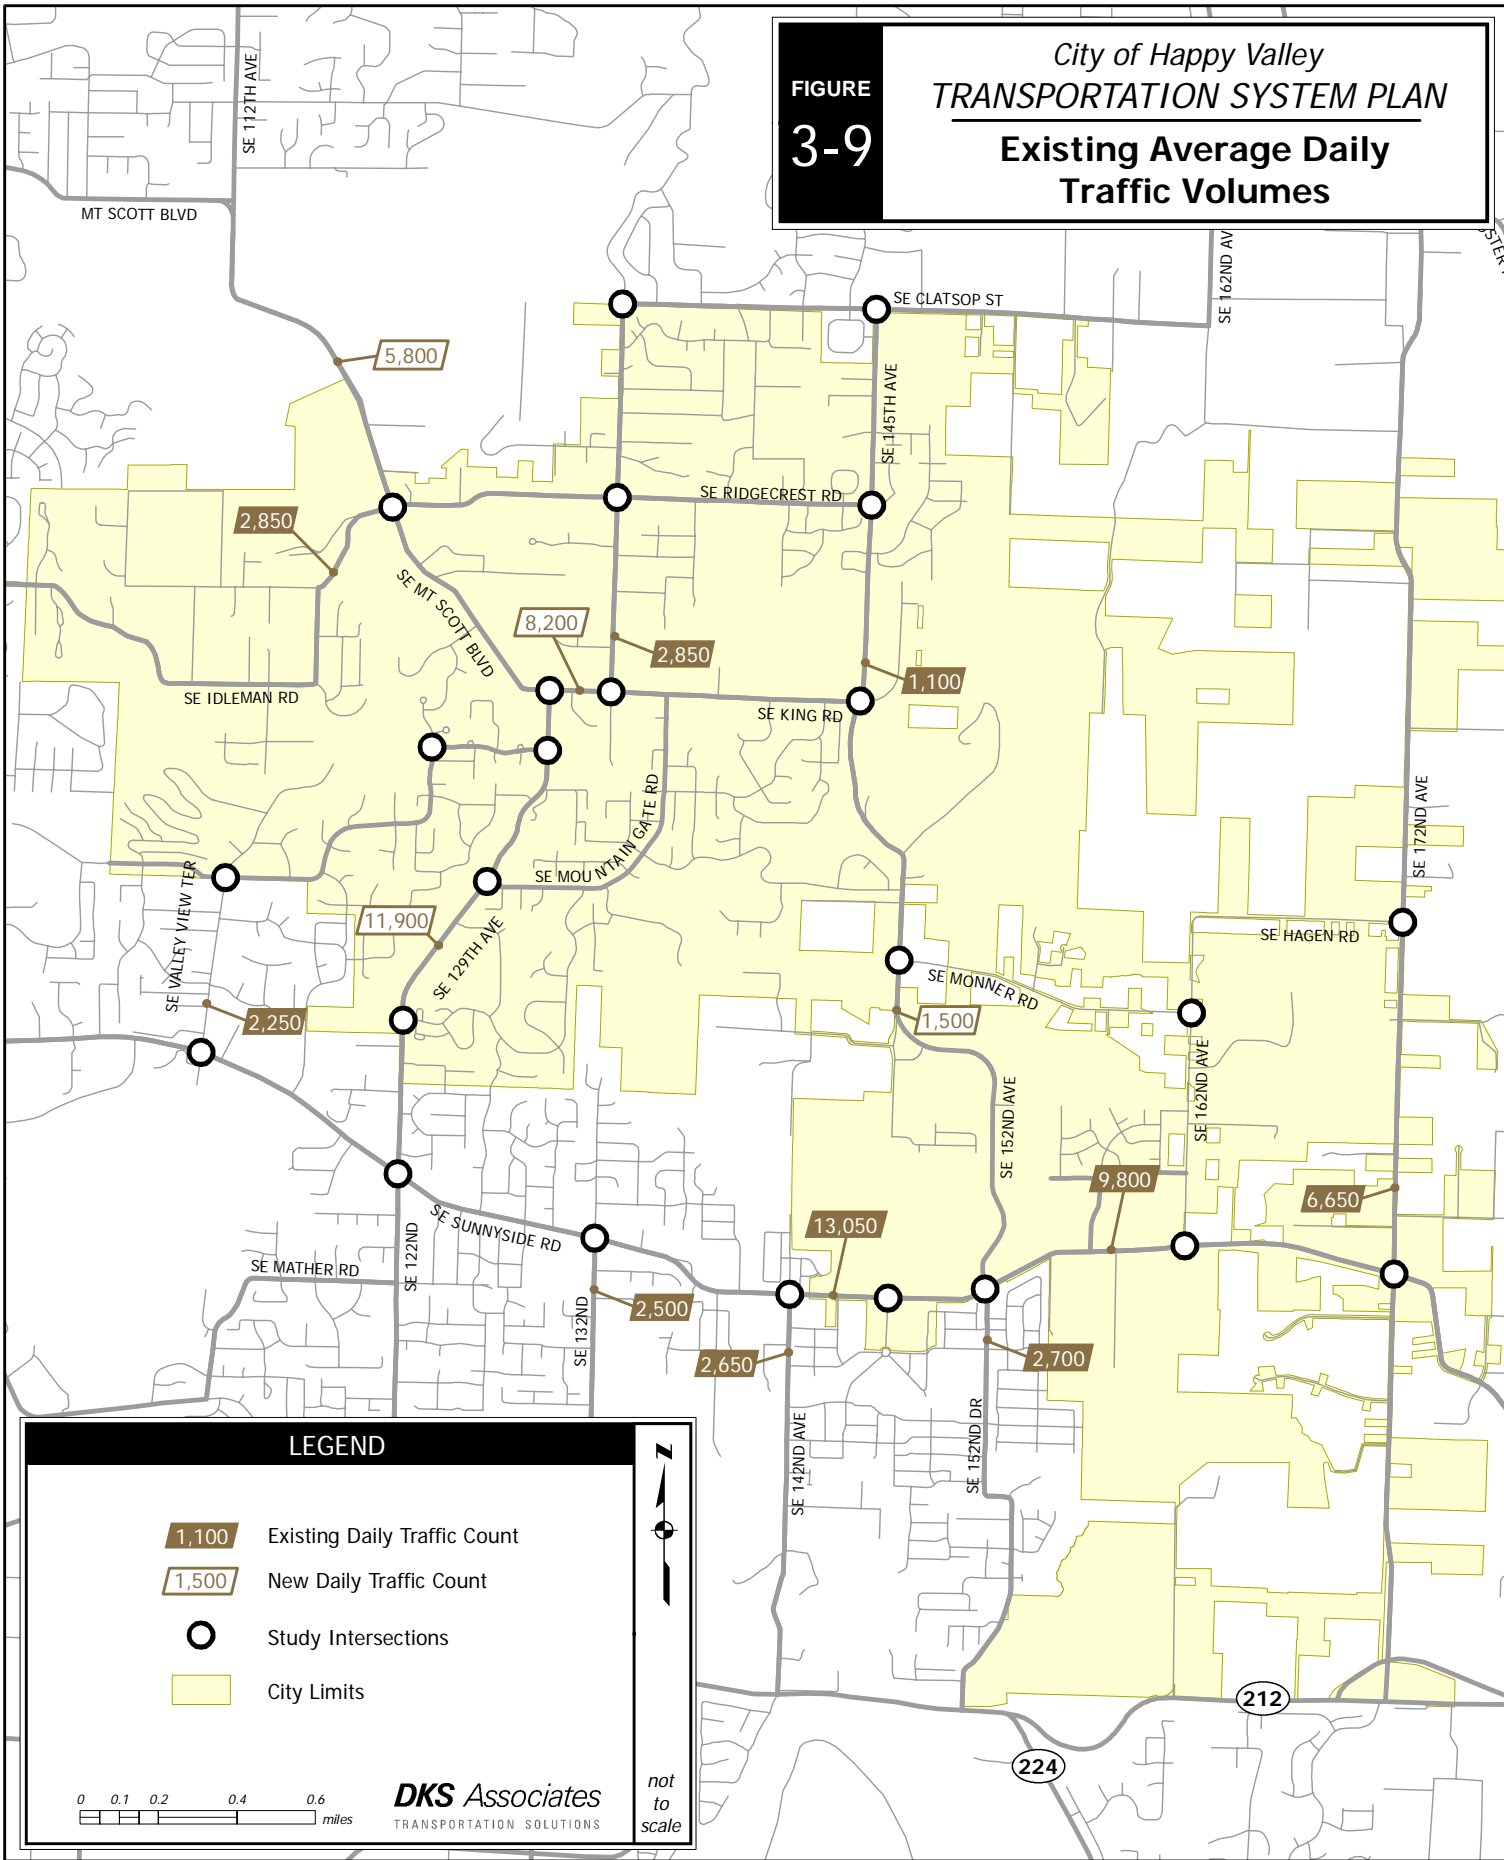 FIGURE
3-9
City of Happy Valley
TRANSPORTATION SYSTEM PLAN
Existing Average Daily
Traffic Volumes
SE 112TH AVE
MT SCOTT BLVD
SE 162ND AV
SE CLATSOP ST
5,800
SE 145TH AVE
SE RIDGECREST RD
2,850
SE MT SCOTT BLVD
8,200
2,850
1,100
SE IDLEMAN RD
SE KING RD
SE 172ND AVE
SE MOUNTAIN GATE RD
SE VALLEY VIEW TER
11,900
SE 129TH AVE
SE HAGEN RD
SE MONNER RD
2,250
1,500
SE 162ND AVE
SE 152ND AVE
9,800
6,650
13,050
SE SUNNYSIDE RD
SE 122ND
SE MATHER RD
2,500
SE 132ND
2,650
2,700
SE 142ND AVE
SE 152ND DR
212
224
LEGEND
1,100 Existing Daily Traffic Count
1,500 New Daily Traffic Count
Study Intersections
City Limits
0 0.1 0.2 0.4 0.6
miles
DKS Associates
TRANSPORTATION SOLUTIONS
N
not
to
scale